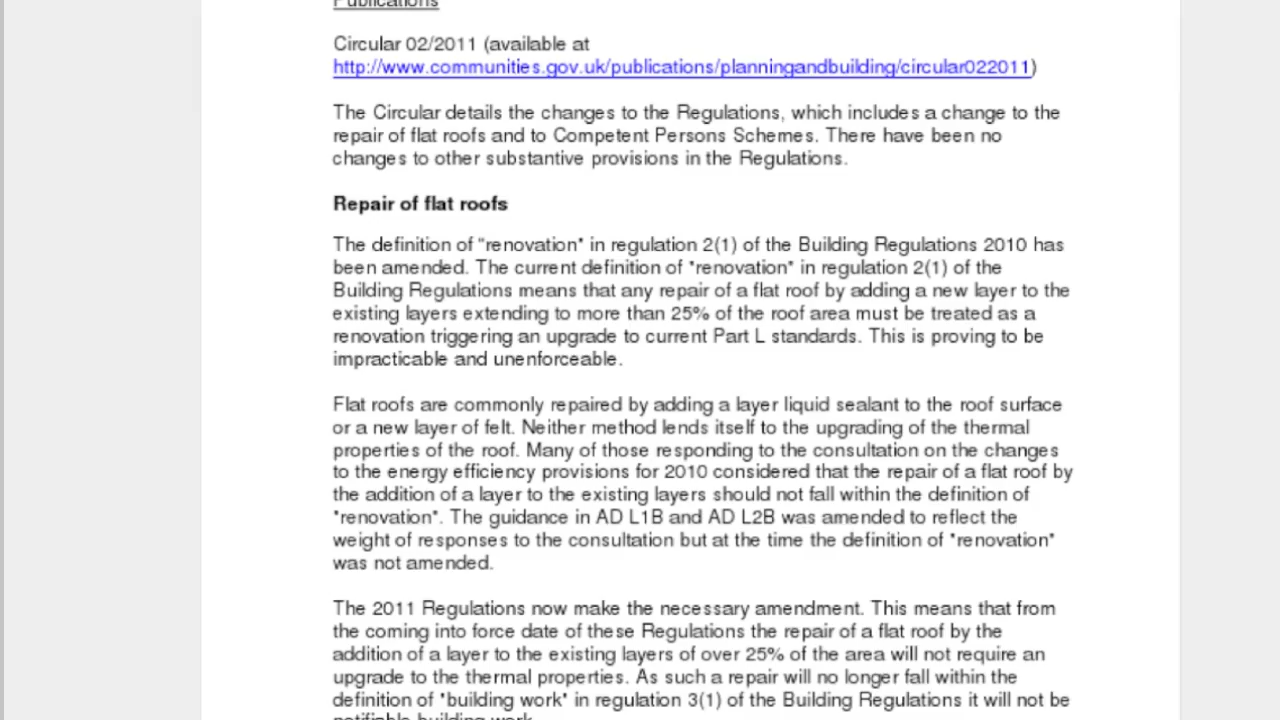 Publications
Circular 02/2011 (available at
http://www.communities.gov.uk/publications/planningandbuilding/circular022011)
The Circular details the changes to the Regulations, which includes a change to the
repair of flat roofs and to Competent Persons Schemes. There have been no
changes to other substantive provisions in the Regulations.
Repair of flat roofs
The definition of "renovation" in regulation 2(1) of the Building Regulations 2010 has
been amended. The current definition of "renovation" in regulation 2(1) of the
Building Regulations means that any repair of a flat roof by adding a new layer to the
existing layers extending to more than 25% of the roof area must be treated as a
renovation triggering an upgrade to current Part L standards. This is proving to be
impracticable and unenforceable.
Flat roofs are commonly repaired by adding a layer liquid sealant to the roof surface
or a new layer of felt. Neither method lends itself to the upgrading of the thermal
properties of the roof. Many of those responding to the consultation on the changes
to the energy efficiency provisions for 2010 considered that the repair of a flat roof by
the addition of a layer to the existing layers should not fall within the definition of
"renovation". The guidance in AD L1B and AD L2B was amended to reflect the
weight of responses to the consultation but at the time the definition of "renovation"
was not amended.
The 2011 Regulations now make the necessary amendment. This means that from
the coming into force date of these Regulations the repair of a flat roof by the
addition of a layer to the existing layers of over 25% of the area will not require an
upgrade to the thermal properties. As such a repair will no longer fall within the
definition of "building work" in regulation 3(1) of the Building Regulations it will not be
notifiable building work.